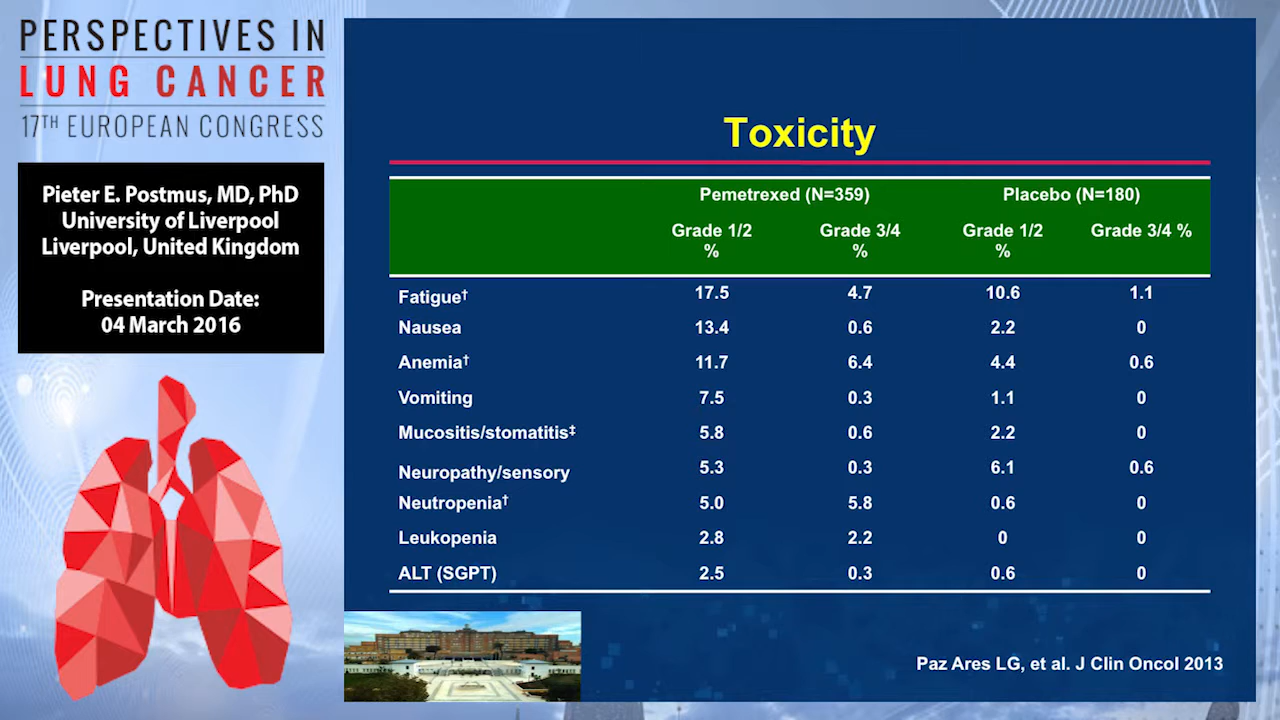 PERSPECTIVES IN
LUNG CANCER
17TH EUROPEAN CONGRESS
Pieter E. Postmus, MD, PhD
University of Liverpool
Liverpool, United Kingdom
Presentation Date:
04 March 2016
Toxicity
Pemetrexed (N=359) Placebo (N=180)
Grade 1/2 % Grade 3/4 % Grade 1/2 % Grade 3/4 %
Fatigue† 17.5 4.7 10.6 1.1
Nausea 13.4 0.6 2.2 0
Anemia† 11.7 6.4 4.4 0.6
Vomiting 7.5 0.3 1.1 0
Mucositis/stomatitis‡ 5.8 0.6 2.2 0
Neuropathy/sensory 5.3 0.3 6.1 0.6
Neutropenia† 5.0 5.8 0.6 0
Leukopenia 2.8 2.2 0 0
ALT (SGPT) 2.5 0.3 0.6 0
Paz Ares LG, et al. J Clin Oncol 2013